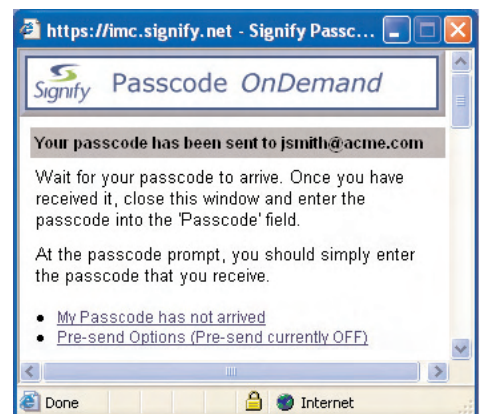 https://imc.signify.net - Signify Passc...
Signify Passcode OnDemand
Your passcode has been sent to jsmith@acme.com
Wait for your passcode to arrive. Once you have
received it, close this window and enter the
passcode into the 'Passcode' field.
At the passcode prompt, you should simply enter
the passcode that you receive.
• My Passcode has not arrived
• Pre-send Options (Pre-send currently OFF)
Done Internet